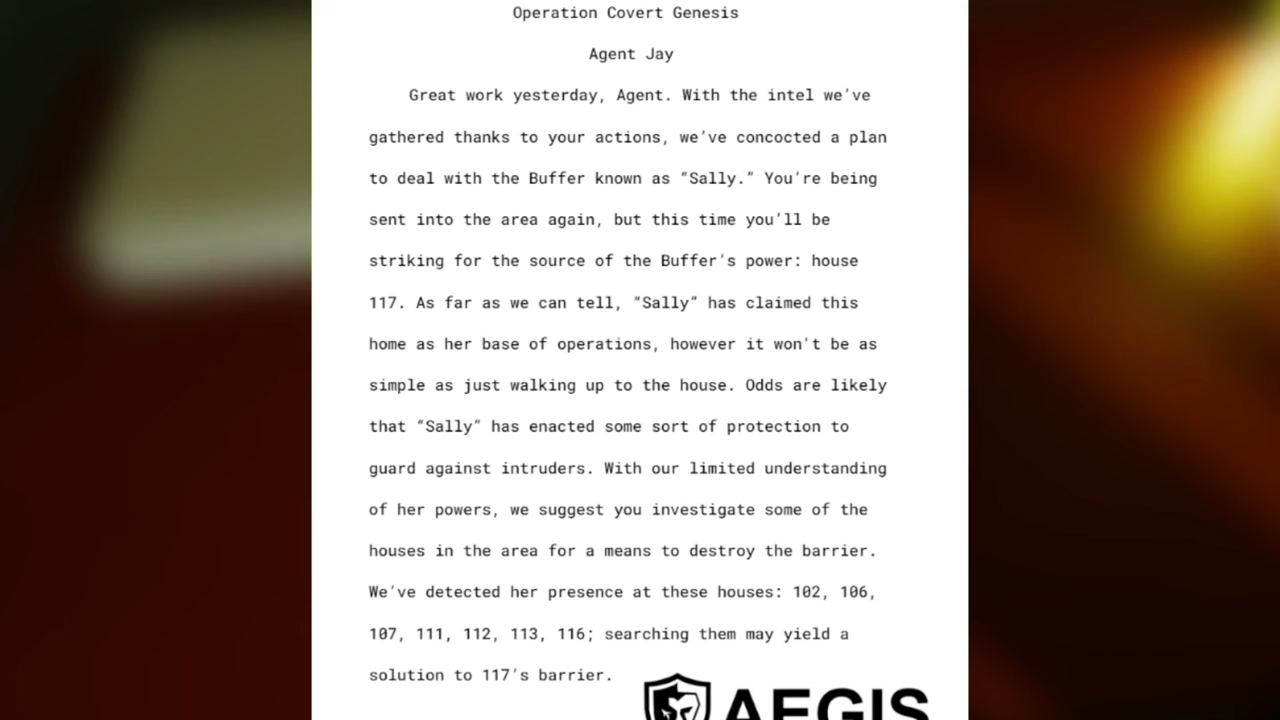 Operation Covert Genesis
Agent Jay
Great work yesterday, Agent. With the intel we've
gathered thanks to your actions, we've concocted a plan
to deal with the Buffer known as “Sally.” You're being
sent into the area again, but this time you'll be
striking for the source of the Buffer's power: house
117. As far as we can tell, “Sally” has claimed this
home as her base of operations, however it won't be as
simple as just walking up to the house. Odds are likely
that “Sally” has enacted some sort of protection to
guard against intruders. With our limited understanding
of her powers, we suggest you investigate some of the
houses in the area for a means to destroy the barrier.
We've detected her presence at these houses: 102, 106,
107, 111, 112, 113, 116; searching them may yield a
solution to 117's barrier.
AEGIS